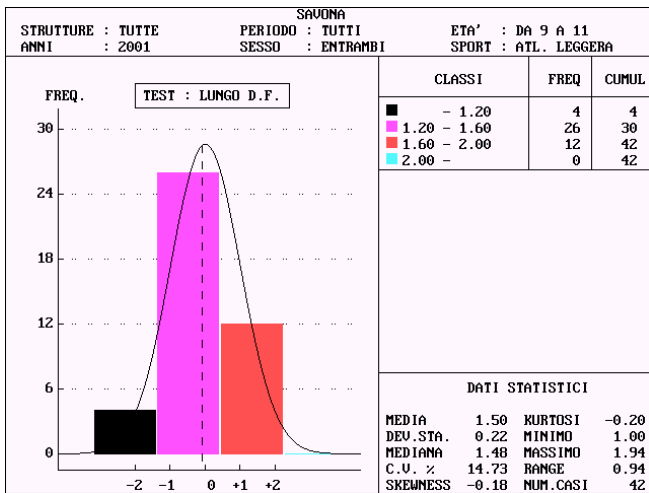 SAVONA
STRUTTURE : TUTTE PERIODO : TUTTI ETA' : DA 9 A 11
ANNI : 2001 SESSO : ENTRAMBI SPORT : ATL. LEGGERA
CLASSI FREQ CUMUL
- 1.20 4 4
1.20 - 1.60 26 30
1.60 - 2.00 12 42
2.00 - 0 42
FREQ. TEST : LUNGO D.F.
30
24
18
12
6
0
-2 -1 0 +1 +2
DATI STATISTICI
MEDIA 1.50 KURTOSI -0.20
DEV.STA. 0.22 MINIMO 1.00
MEDIANA 1.48 MASSIMO 1.94
C.V. % 14.73 RANGE 0.94
SKEWNESS -0.18 NUM.CASI 42